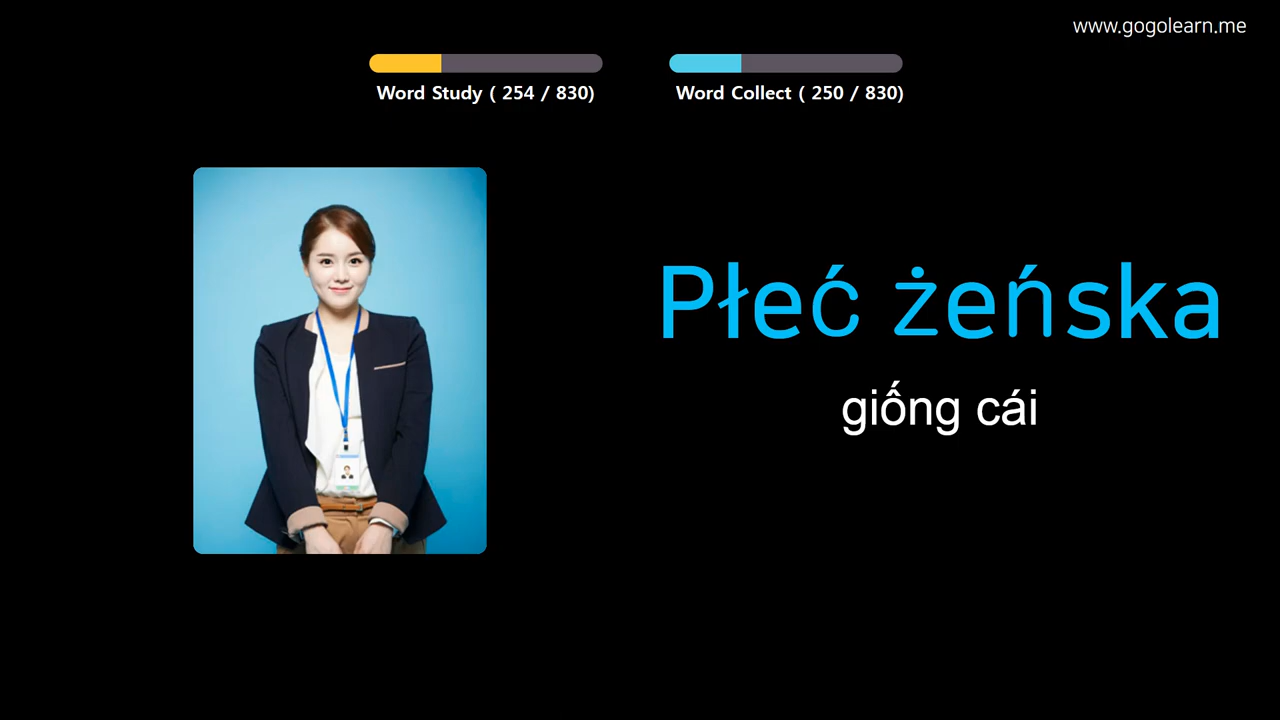 www.gogolearn.me
Word Study ( 254 / 830)
Word Collect ( 250 / 830)
Płeć żeńska
giống cái